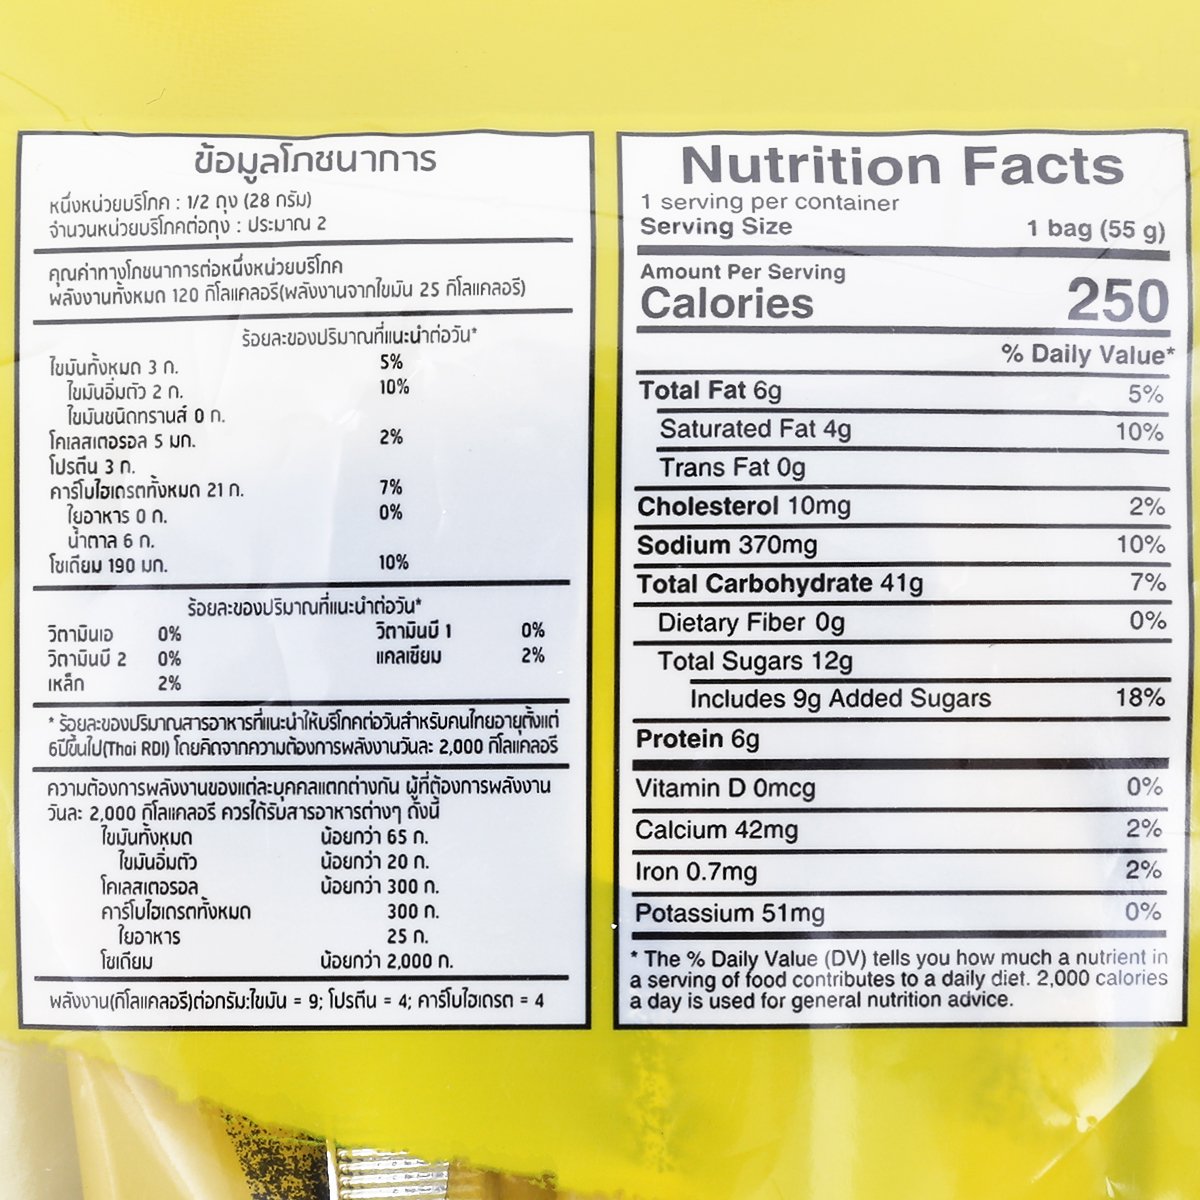 ข้อมูลโภชนาการ
หนึ่งหน่วยบริโภค : 1/2 ถุง (28 กรัม)
จำนวนหน่วยบริโภคต่อถุง : ประมาณ 2
คุณค่าทางโภชนาการต่อหนึ่งหน่วยบริโภค
พลังงานทั้งหมด 120 กิโลแคลอรี(พลังงานจากไขมัน 25 กิโลแคลอรี)
ร้อยละของปริมาณที่แนะนำต่อวัน*
ไขมันทั้งหมด 3 ก. 5%
ไขมันอิ่มตัว 2 ก. 10%
ไขมันชนิดทรานส์ 0 ก.
โคเลสเตอรอล 5 มก. 2%
โปรตีน 3 ก.
คาร์โบไฮเดรตทั้งหมด 21 ก. 7%
ใยอาหาร 0 ก. 0%
น้ำตาล 6 ก.
โซเดียม 190 มก. 10%
ร้อยละของปริมาณที่แนะนำต่อวัน*
วิตามินเอ 0% วิตามินบี 1 0%
วิตามินบี 2 0% แคลเซียม 2%
เหล็ก 2%
* ร้อยละของปริมาณสารอาหารที่แนะนำให้บริโภคต่อวันสำหรับคนไทยอายุตั้งแต่
6ปีขึ้นไป(Thai RDI) โดยคิดจากความต้องการพลังงานวันละ 2,000 กิโลแคลอรี
ความต้องการพลังงานของแต่ละบุคคลแตกต่างกัน ผู้ที่ต้องการพลังงาน
วันละ 2,000 กิโลแคลอรี ควรได้รับสารอาหารต่างๆ ดังนี้
ไขมันทั้งหมด น้อยกว่า 65 ก.
ไขมันอิ่มตัว น้อยกว่า 20 ก.
โคเลสเตอรอล น้อยกว่า 300 ก.
คาร์โบไฮเดรตทั้งหมด 300 ก.
ใยอาหาร 25 ก.
โซเดียม น้อยกว่า 2,000 ก.
พลังงาน(กิโลแคลอรี)ต่อกรัม:ไขมัน = 9; โปรตีน = 4; คาร์โบไฮเดรต = 4
Nutrition Facts
1 serving per container
Serving Size 1 bag (55 g)
Amount Per Serving
Calories 250
% Daily Value*
Total Fat 6g 5%
Saturated Fat 4g 10%
Trans Fat 0g
Cholesterol 10mg 2%
Sodium 370mg 10%
Total Carbohydrate 41g 7%
Dietary Fiber 0g 0%
Total Sugars 12g
Includes 9g Added Sugars 18%
Protein 6g
Vitamin D 0mcg 0%
Calcium 42mg 2%
Iron 0.7mg 2%
Potassium 51mg 0%
* The % Daily Value (DV) tells you how much a nutrient in
a serving of food contributes to a daily diet. 2,000 calories
a day is used for general nutrition advice.